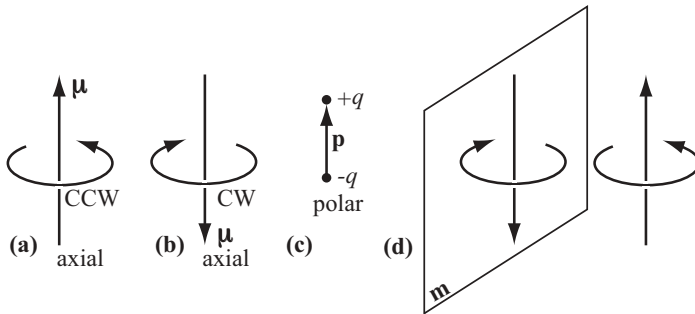 μ
CCW
(a)
axial
CW
μ
(b)
axial
+q
p
-q
polar
(c)
(d)
m